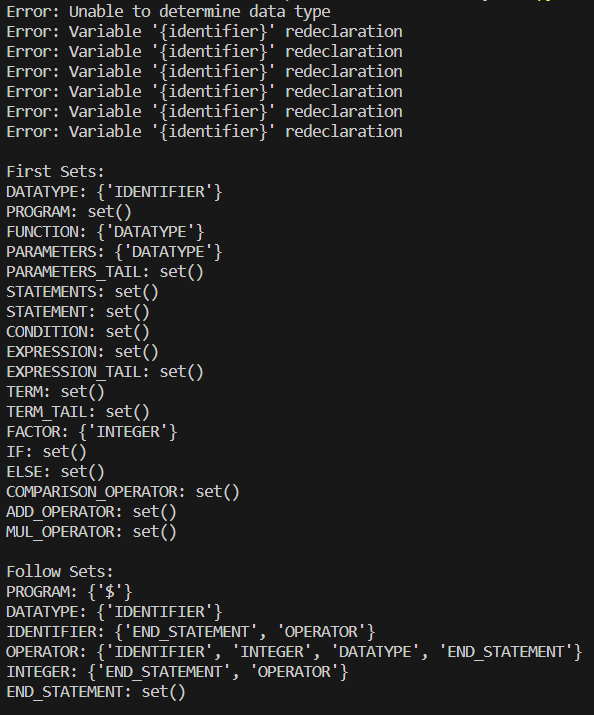 Error: Unable to determine data type
Error: Variable '{identifier}' redeclaration
Error: Variable '{identifier}' redeclaration
Error: Variable '{identifier}' redeclaration
Error: Variable '{identifier}' redeclaration
Error: Variable '{identifier}' redeclaration
Error: Variable '{identifier}' redeclaration

First Sets:
DATATYPE: {'IDENTIFIER'}
PROGRAM: set()
FUNCTION: {'DATATYPE'}
PARAMETERS: {'DATATYPE'}
PARAMETERS_TAIL: set()
STATEMENTS: set()
STATEMENT: set()
CONDITION: set()
EXPRESSION: set()
EXPRESSION_TAIL: set()
TERM: set()
TERM_TAIL: set()
FACTOR: {'INTEGER'}
IF: set()
ELSE: set()
COMPARISON_OPERATOR: set()
ADD_OPERATOR: set()
MUL_OPERATOR: set()

Follow Sets:
PROGRAM: {'$'}
DATATYPE: {'IDENTIFIER'}
IDENTIFIER: {'END_STATEMENT', 'OPERATOR'}
OPERATOR: {'IDENTIFIER', 'INTEGER', 'DATATYPE', 'END_STATEMENT'}
INTEGER: {'END_STATEMENT', 'OPERATOR'}
END_STATEMENT: set()